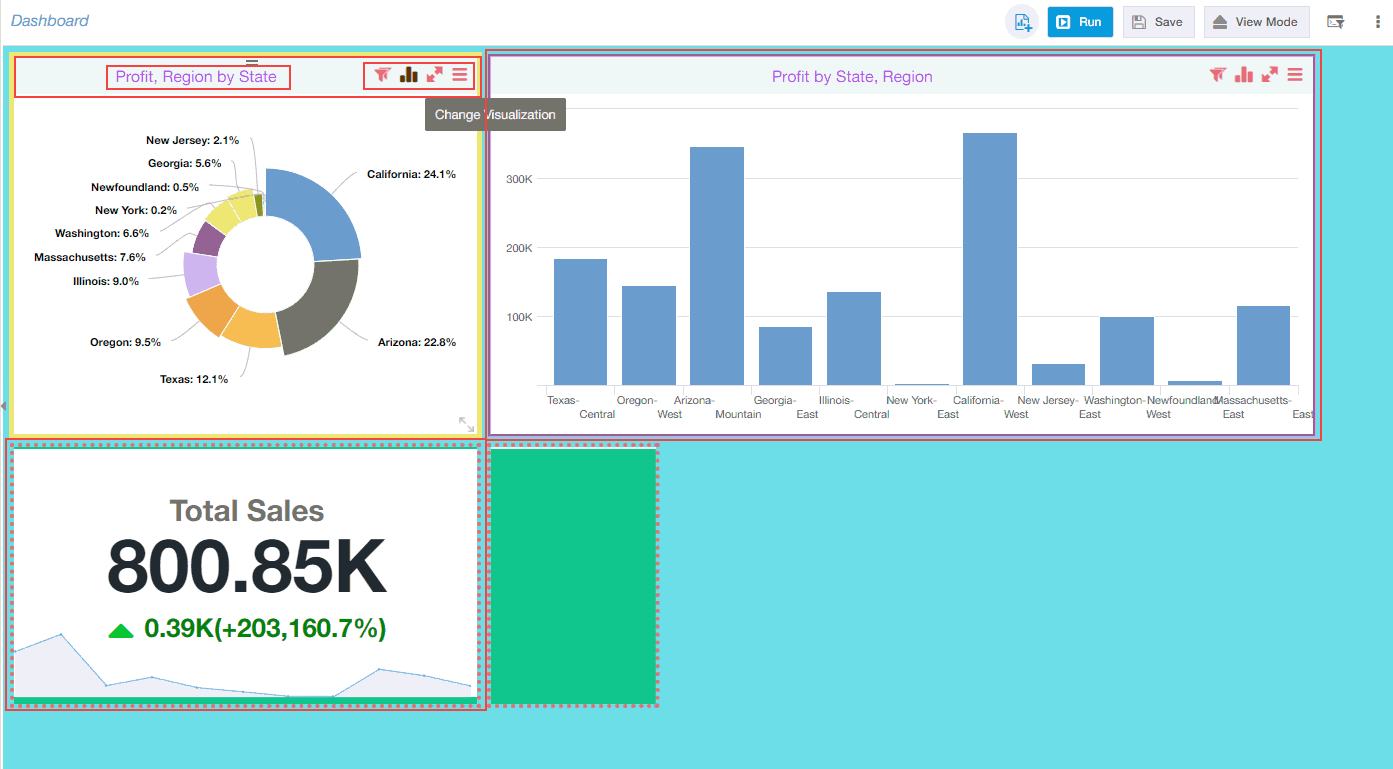 Dashboard
Run
Save
View Mode
Profit, Region by State
Profit by State, Region
Change Visualization
New Jersey: 2.1%
Georgia: 5.6%
Newfoundland: 0.5%
New York: 0.2%
Washington: 6.6%
Massachusetts: 7.6%
Illinois: 9.0%
Oregon: 9.5%
Texas: 12.1%
California: 24.1%
Arizona: 22.8%
300K
200K
100K
Texas-
Central
Oregon-
West
Arizona-
Mountain
Georgia-
East
Illinois-
Central
New York-
East
California-
West
New Jersey-
East
Washington-
West
Newfoundland-
East
Massachusetts-
East
Total Sales
800.85K
0.39K(+203,160.7%)